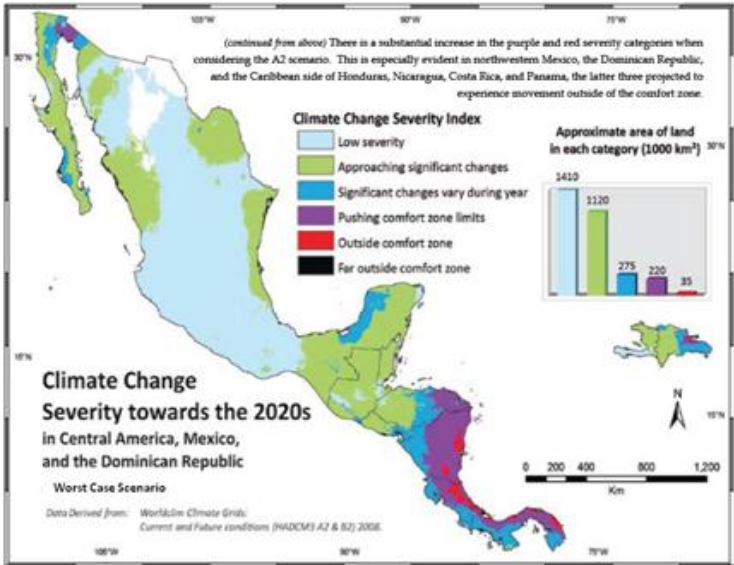 105°W
90°W
75°W
(continued from above) There is a substantial increase in the purple and red severity categories when
considering the A2 scenario. This is especially evident in northwestern Mexico, the Dominican Republic,
and the Caribbean side of Honduras, Nicaragua, Costa Rica, and Panama, the latter three projected to
experience movement outside of the comfort zone.
30°N
Climate Change Severity Index
Low severity
Approaching significant changes
Significant changes vary during year
Pushing comfort zone limits
Outside comfort zone
Far outside comfort zone
Approximate area of land
in each category (1000 km²)
30°N
1410
1120
275
220
35
15°N
Climate Change
Severity towards the 2020s
in Central America, Mexico,
and the Dominican Republic
Worst Case Scenario
Data Derived from: Worldclim Climate Grids:
Current and Future conditions (HADCM3 A2 & B2) 2008.
N
15°N
0 200 400 800 1,200
Km
105°W
90°W
75°W